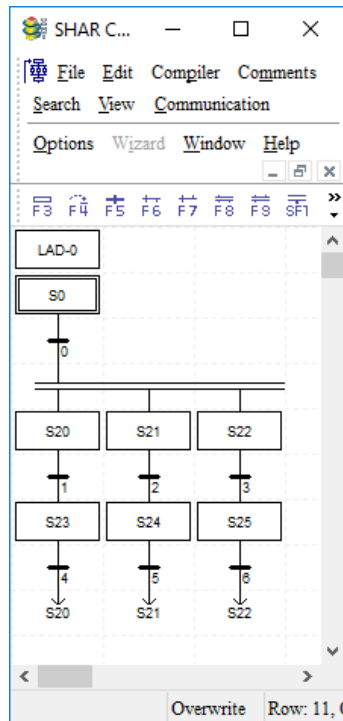 SHAR C...
File Edit Compiler Comments
Search View Communication
Options Wizard Window Help
F3 F4 F5 F6 F7 F8 F9 SF1
LAD-0
S0
0
S20 S21 S22
1 2 3
S23 S24 S25
4 5 6
S20 S21 S22
Overwrite Row: 11,